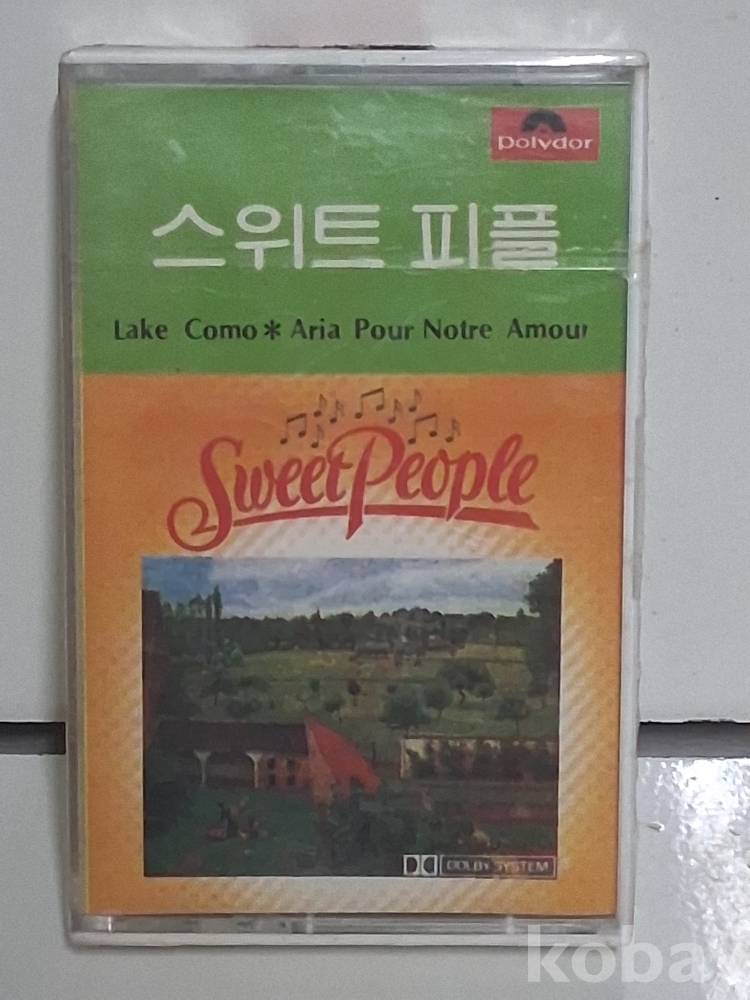 polydor
스위트 피플
Lake Como * Aria Pour Notre Amour
Sweet People
DOLBY SYSTEM
kobay